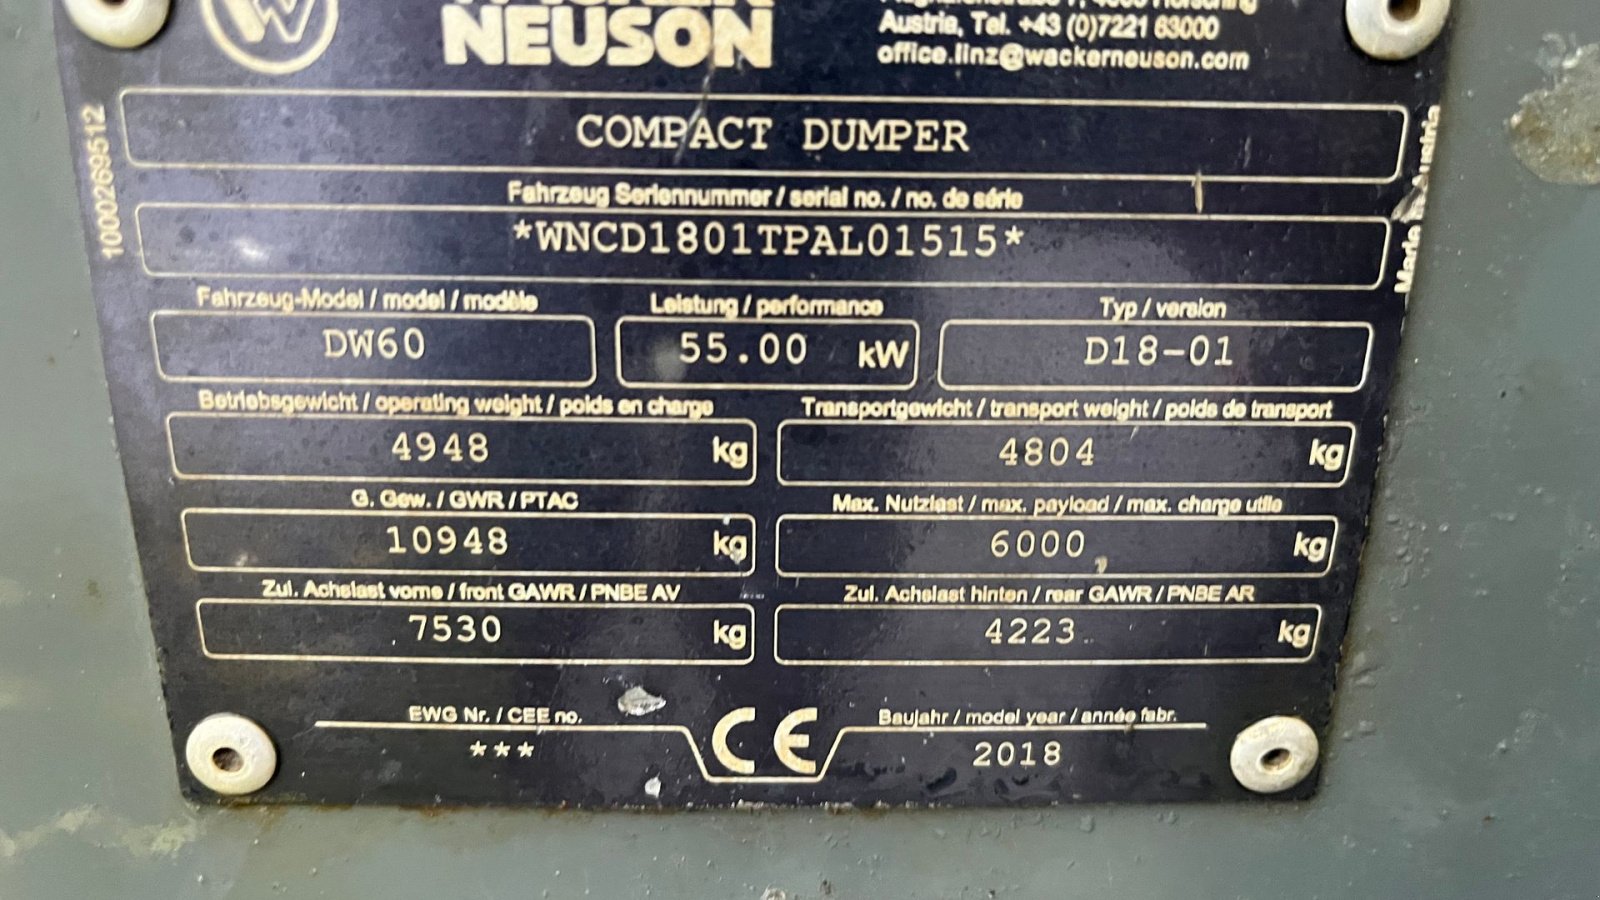 NEUSON
Austria, Tel. +43 (0)7221 63000
office.linz@wackerneuson.com
1000269512
COMPACT DUMPER
Made in Austria
Fahrzeug Seriennummer / serial no. / no. de série
*WNCD1801TPAL01515*
Fahrzeug-Model / model / modèle
Leistung / performance
Typ / version
DW60
55.00 kW
D18-01
Betriebsgewicht / operating weight / poids en charge
Transportgewicht / transport weight / poids de transport
4948 kg
4804 kg
G. Gew. / GWR / PTAC
Max. Nutzlast / max. payload / max. charge utile
10948 kg
6000 kg
Zul. Achslast vorne / front GAWR / PNBE AV
Zul. Achslast hinten / rear GAWR / PNBE AR
7530 kg
4223 kg
EWG Nr. / CEE no.
CE
Baujahr / model year / année fabr.
***
2018